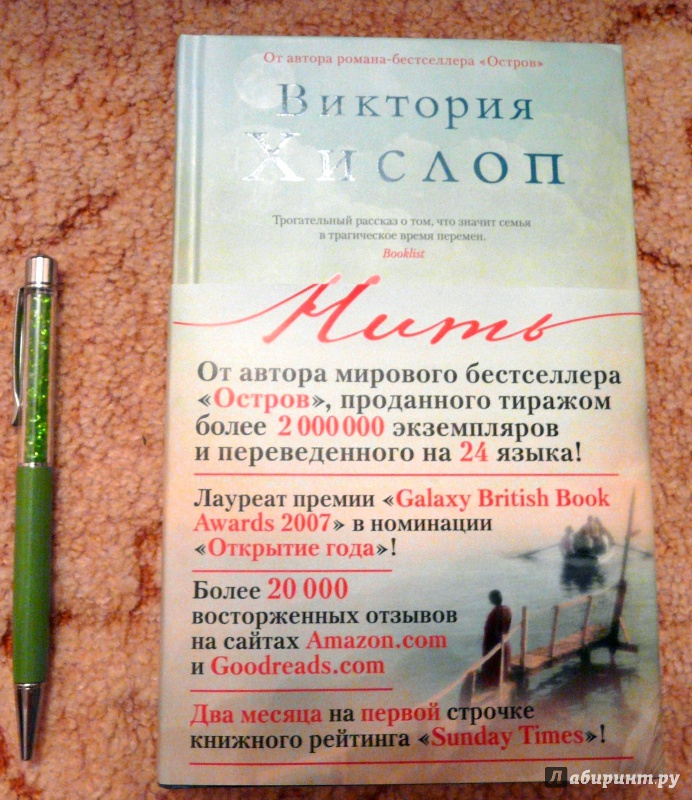 От автора романа-бестселлера «Остров»
Виктория
Хислоп
Трогательный рассказ о том, что значит семья
в трагическое время перемен.
Booklist
Нить
От автора мирового бестселлера
«Остров», проданного тиражом
более 2 000 000 экземпляров
и переведенного на 24 языка!
Лауреат премии «Galaxy British Book
Awards 2007» в номинации
«Открытие года»!
Более 20 000
восторженных отзывов
на сайтах Amazon.com
и Goodreads.com
Два месяца на первой строчке
книжного рейтинга «Sunday Times»!
Лабиринт.ру